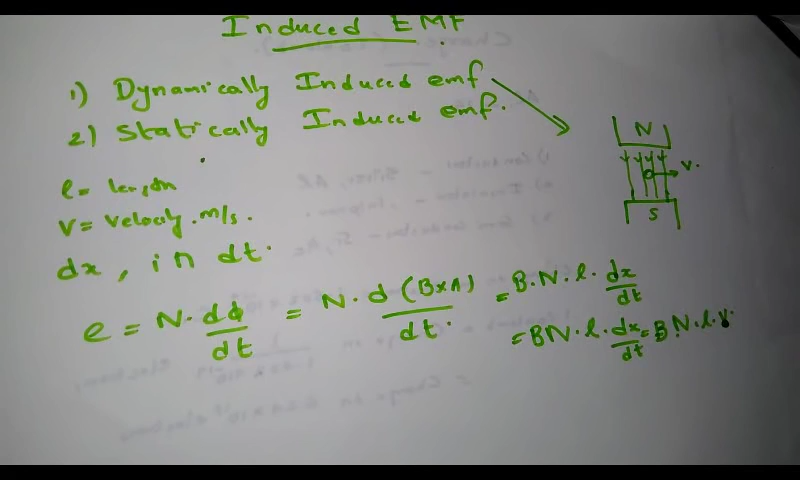 Induced EMF
1) Dynamically Induced emf
2) Statically Induced emf.
N
V.
S
l = length
V = Velocity . m/s.
dx , in dt.
e = N. dϕ/dt = N. d(B×A)/dt. = B. N. l. dx/dt
= BN. l. dx/dt = B. N. l. V.